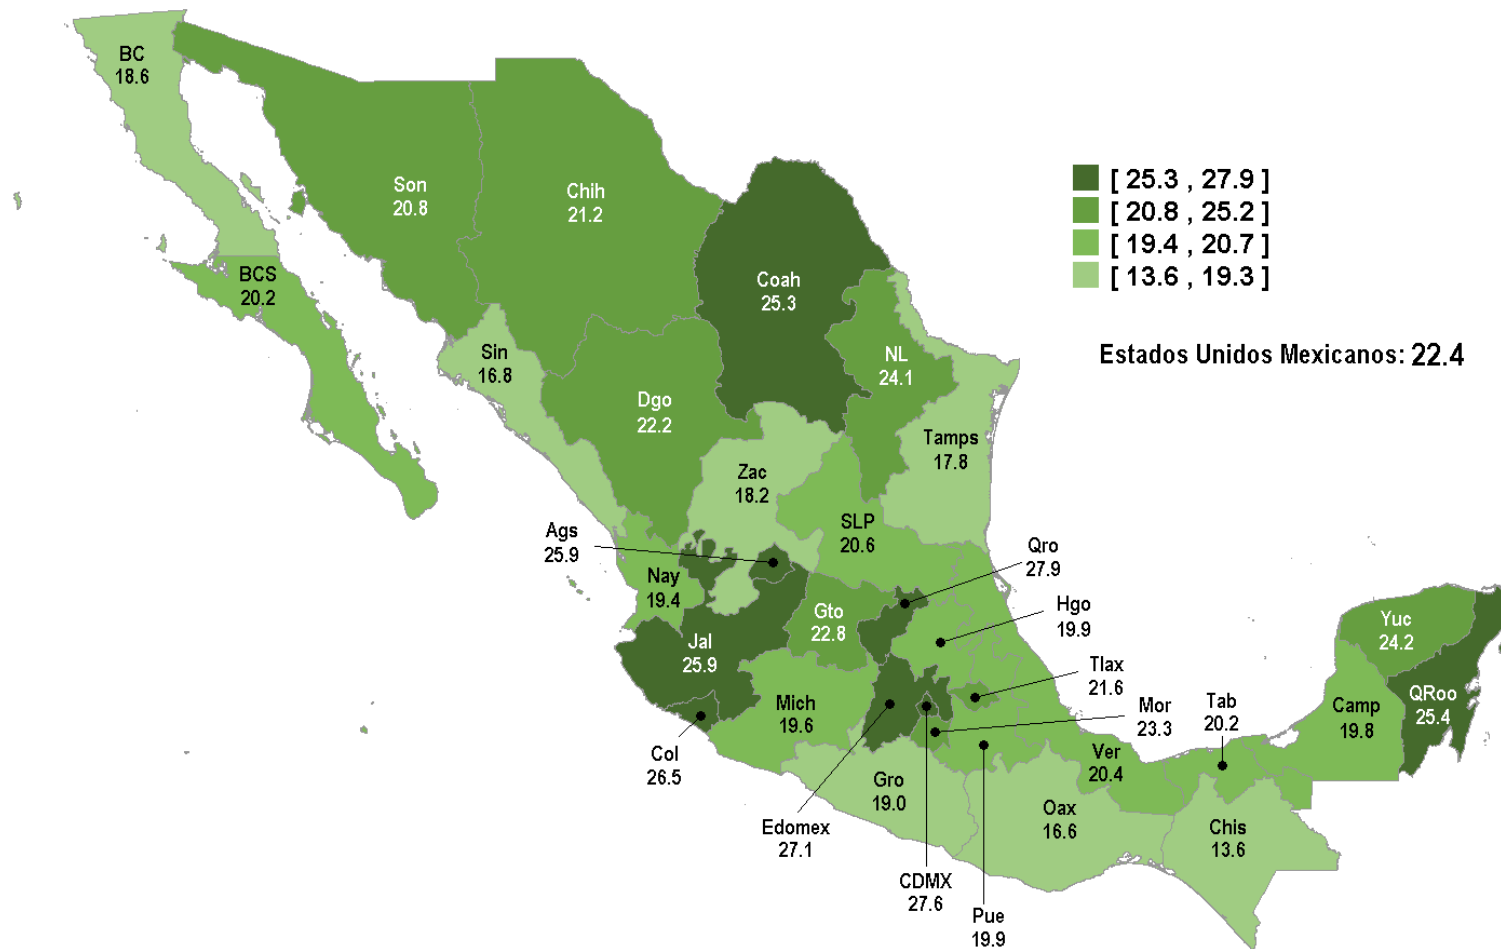 BC
18.6
Son
20.8
Chih
21.2
[ 25.3 , 27.9 ]
[ 20.8 , 25.2 ]
[ 19.4 , 20.7 ]
[ 13.6 , 19.3 ]
BCS
20.2
Coah
25.3
Estados Unidos Mexicanos: 22.4
Sin
16.8
NL
24.1
Dgo
22.2
Tamps
17.8
Zac
18.2
SLP
20.6
Ags
25.9
Qro
27.9
Nay
19.4
Gto
22.8
Hgo
19.9
Yuc
24.2
Jal
25.9
Tlax
21.6
QRoo
25.4
Mich
19.6
Mor
23.3
Tab
20.2
Camp
19.8
Col
26.5
Ver
20.4
Gro
19.0
Oax
16.6
Chis
13.6
Edomex
27.1
CDMX
27.6
Pue
19.9